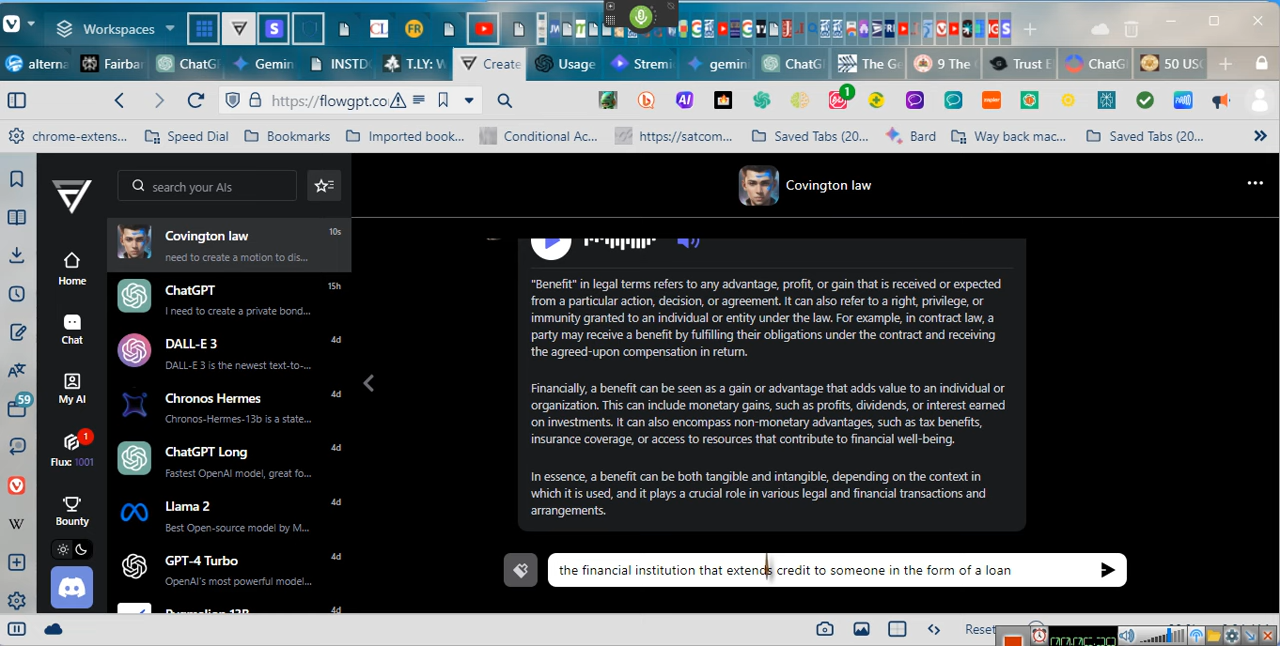 Workspaces
CL
FR
alterna
Fairbar
ChatGI
Gemin
INSTDO
T.LY: W
Create
Usage
Stremi
gemini
ChatGI
The Ge
9 The
Trust E
ChatGI
50 USC
https://flowgpt.co
1
chrome-extens...
Speed Dial
Bookmarks
Imported book...
Conditional Ac...
https://satcom...
Saved Tabs (20...
Bard
Way back mac...
Saved Tabs (20...
search your AIs
Covington law
Covington law
10s
need to create a motion to dis...
ChatGPT
15h
I need to create a private bond...
DALL-E 3
4d
DALL-E 3 is the newest text-to-...
Chronos Hermes
4d
Chronos-Hermes-13b is a state...
ChatGPT Long
4d
Fastest OpenAI model, great fo...
Llama 2
4d
Best Open-source model by M...
GPT-4 Turbo
4d
OpenAI's most powerful model...
4d
Home
Chat
My AI
1
Flux: 1001
Bounty
59
W
"Benefit" in legal terms refers to any advantage, profit, or gain that is received or expected
from a particular action, decision, or agreement. It can also refer to a right, privilege, or
immunity granted to an individual or entity under the law. For example, in contract law, a
party may receive a benefit by fulfilling their obligations under the contract and receiving
the agreed-upon compensation in return.
Financially, a benefit can be seen as a gain or advantage that adds value to an individual or
organization. This can include monetary gains, such as profits, dividends, or interest earned
on investments. It can also encompass non-monetary advantages, such as tax benefits,
insurance coverage, or access to resources that contribute to financial well-being.
In essence, a benefit can be both tangible and intangible, depending on the context in
which it is used, and it plays a crucial role in various legal and financial transactions and
arrangements.
the financial institution that extends credit to someone in the form of a loan
Reset